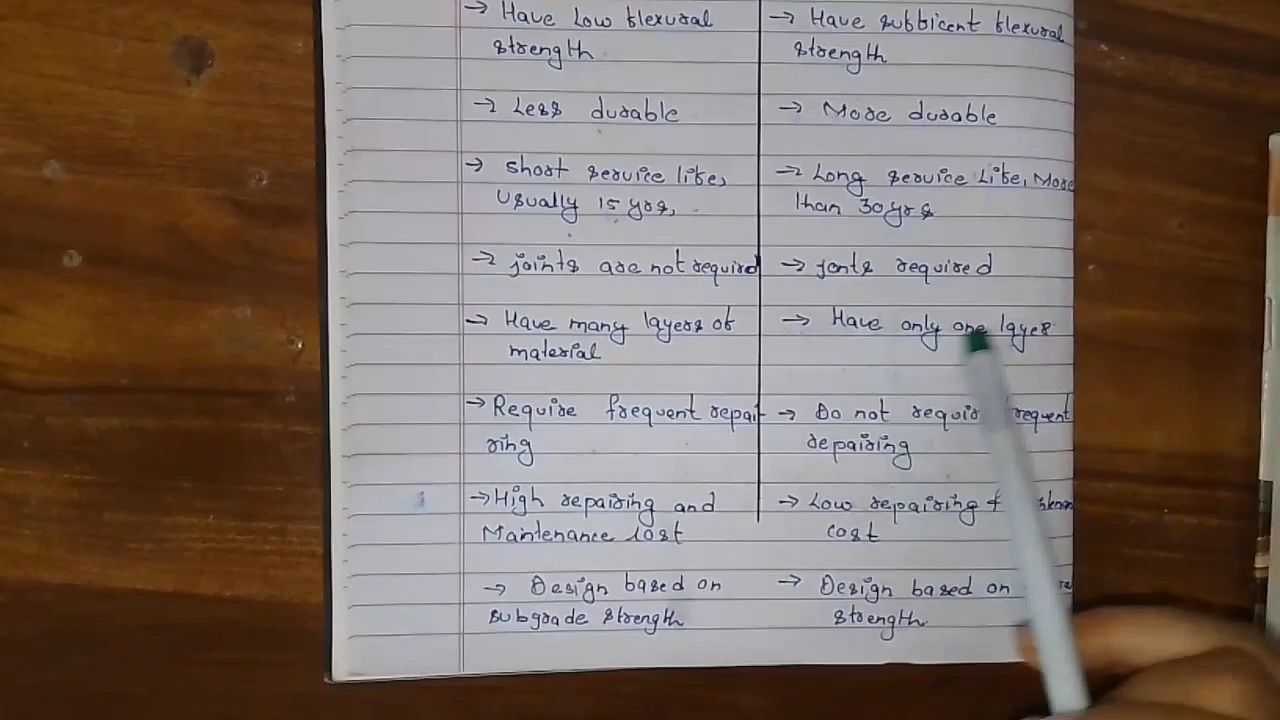 → Have Low flexural
strength
→ Less durable
→ short service life,
Usually 15 yrs,
→ joints are not required
→ Have many layers of
material
→ Require frequent repai
ring
→ High repairing and
Maintenance cost
→ Design based on
subgrade strength
→ Have sufficent flexural
strength
→ More durable
→ Long service Life, More
than 30 yrs
→ jonts required
→ Have only one layer
→ Do not requir
repairing
→ Low repairing &
cost
→ Design based on
strength